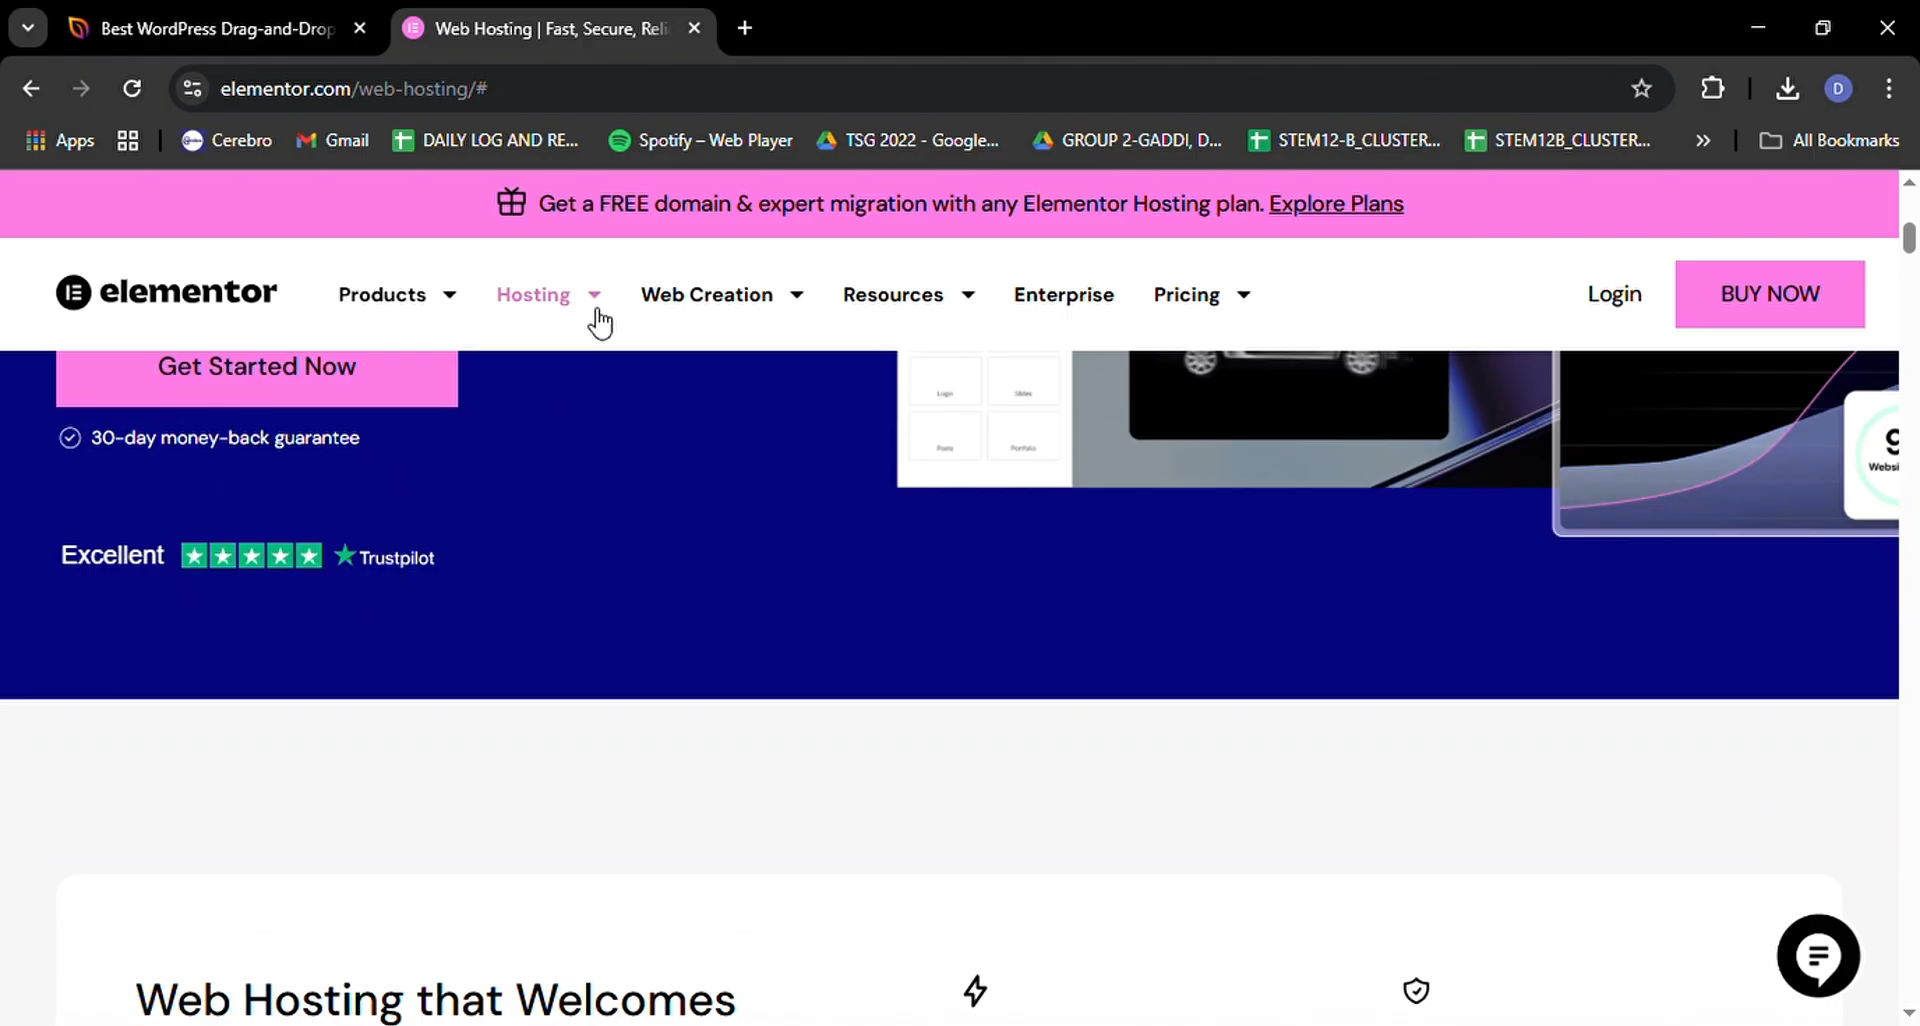 Best WordPress Drag-and-Drop
Web Hosting | Fast, Secure, Reli
elementor.com/web-hosting/#
D
Apps
Cerebro
Gmail
DAILY LOG AND RE...
Spotify – Web Player
TSG 2022 - Google...
GROUP 2-GADDI, D...
STEM12-B_CLUSTER...
STEM12B_CLUSTER...
»
All Bookmarks
Get a FREE domain & expert migration with any Elementor Hosting plan. Explore Plans
elementor
Products
Hosting
Web Creation
Resources
Enterprise
Pricing
Login
BUY NOW
Get Started Now
30-day money-back guarantee
Login
Slides
Posts
Portfolio
9
Websi
Excellent
Trustpilot
Web Hosting that Welcomes